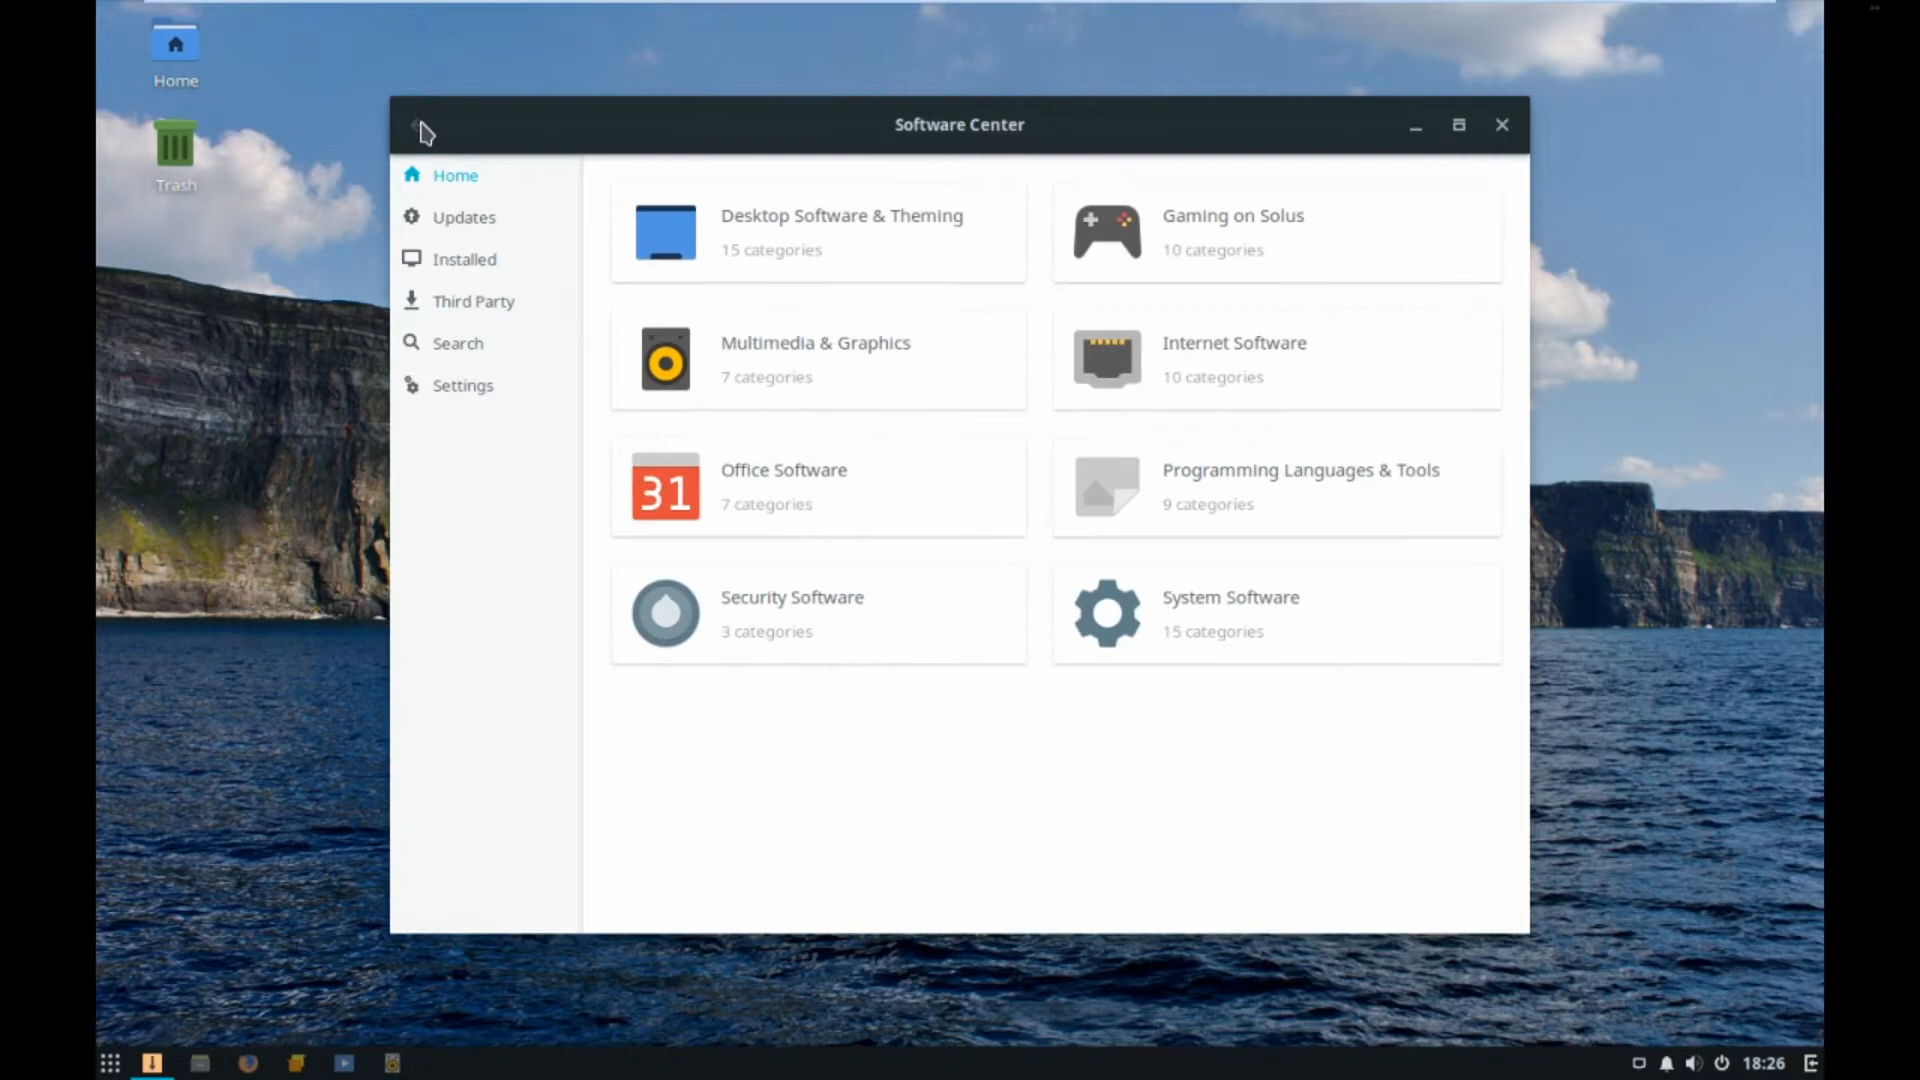 Home
Trash
Software Center
Home
Updates
Installed
Third Party
Search
Settings
Desktop Software & Theming
15 categories
Gaming on Solus
10 categories
Multimedia & Graphics
7 categories
Internet Software
10 categories
31
Office Software
7 categories
Programming Languages & Tools
9 categories
Security Software
3 categories
System Software
15 categories
18:26